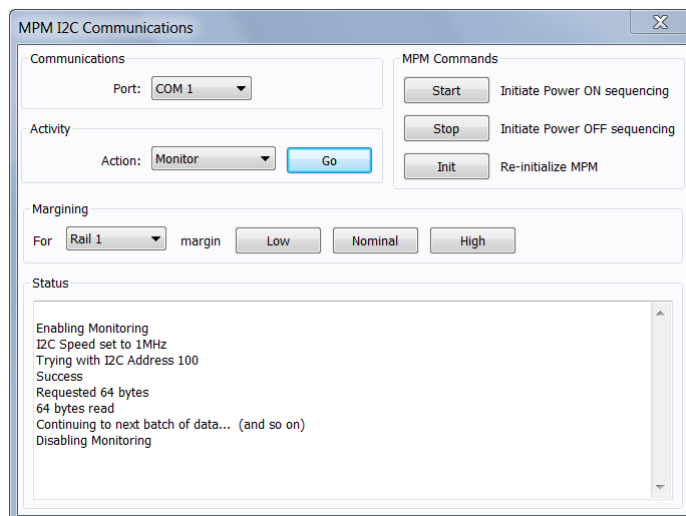 MPM I2C Communications
Communications
Port: COM 1
Activity
Action: Monitor Go
MPM Commands
Start Initiate Power ON sequencing
Stop Initiate Power OFF sequencing
Init Re-initialize MPM
Margining
For Rail 1 margin Low Nominal High
Status
Enabling Monitoring
I2C Speed set to 1MHz
Trying with I2C Address 100
Success
Requested 64 bytes
64 bytes read
Continuing to next batch of data... (and so on)
Disabling Monitoring